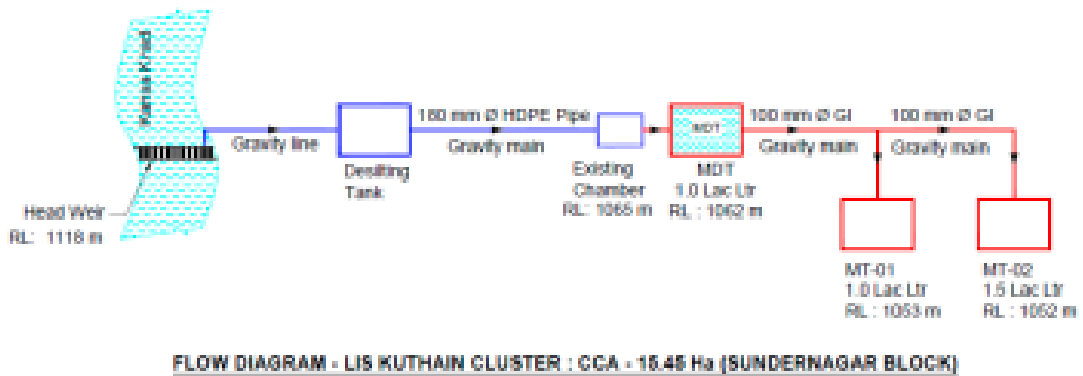 Kansa Khad
Head Weir
RL: 1118 m
Gravity line
Desilting
Tank
180 mm Ø HDPE Pipe
Gravity main
Existing
Chamber
RL: 1065 m
MDT
MDT
1.0 Lac Ltr
RL : 1062 m
100 mm Ø GI
Gravity main
100 mm Ø GI
Gravity main
MT-01
1.0 Lac Ltr
RL : 1053 m
MT-02
1.5 Lac Ltr
RL : 1052 m
FLOW DIAGRAM - LIS KUTHAIN CLUSTER : CCA - 15.45 Ha (SUNDERNAGAR BLOCK)